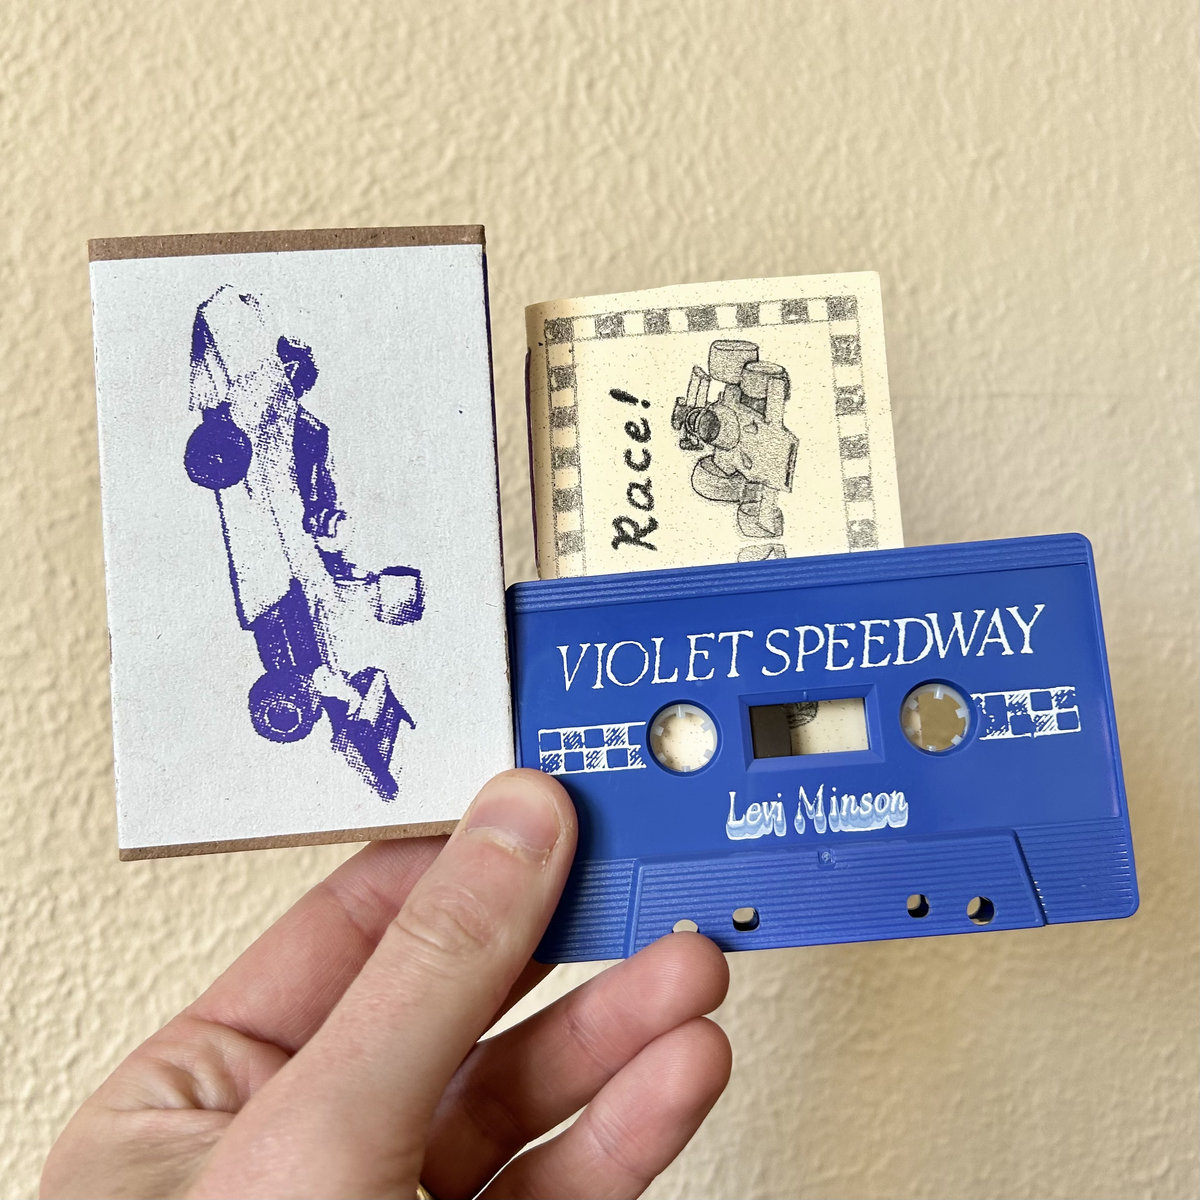 Race!
VIOLET SPEEDWAY
Levi Minson